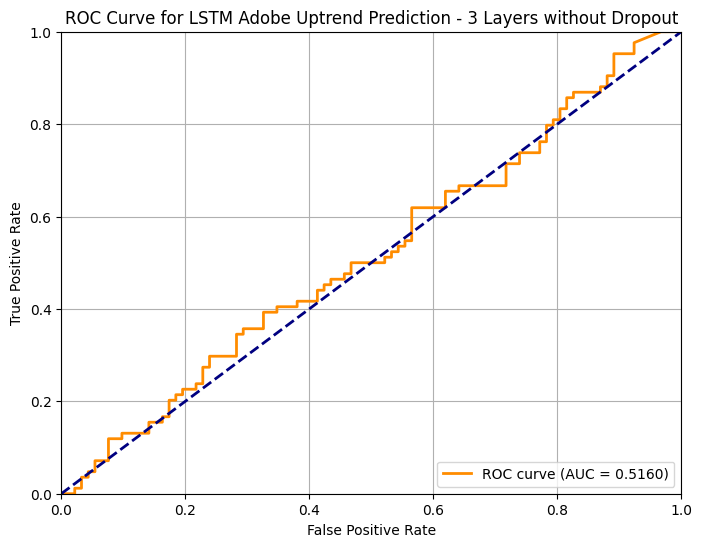 ROC Curve for LSTM Adobe Uptrend Prediction - 3 Layers without Dropout
True Positive Rate
1.0
0.8
0.6
0.4
0.2
0.0
ROC curve (AUC = 0.5160)
0.0 0.2 0.4 0.6 0.8 1.0
False Positive Rate